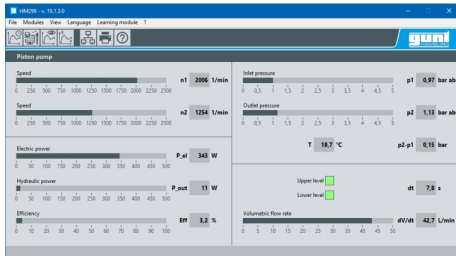 HM299 - v. 19.1.2.0
File Modules View Language Learning module ?
gunt
HAMBURG
Piston pump
Speed
n1 2006 1/min
0 250 500 750 1000 1250 1500 1750 2000 2250 2500
Speed
n2 1254 1/min
0 250 500 750 1000 1250 1500 1750 2000 2250 2500
Electric power
P_el 343 W
0 50 100 150 200 250 300 350 400 450 500
Hydraulic power
P_out 11 W
0 50 100 150 200 250 300 350 400 450 500
Efficiency
Eff 3,2 %
0 10 20 30 40 50 60 70 80 90 100
Inlet pressure
p1 0,97 bar ab
0 0,5 1 1,5 2 2,5 3 3,5 4 4,5 5
Outlet pressure
p2 1,13 bar ab
0 0,5 1 1,5 2 2,5 3 3,5 4 4,5 5
T 19,7 °C
p2-p1 0,15 bar
Upper level
Lower level
dt 7,8 s
Volumetric flow rate
dV/dt 42,7 L/min
0 5 10 15 20 25 30 35 40 45 50